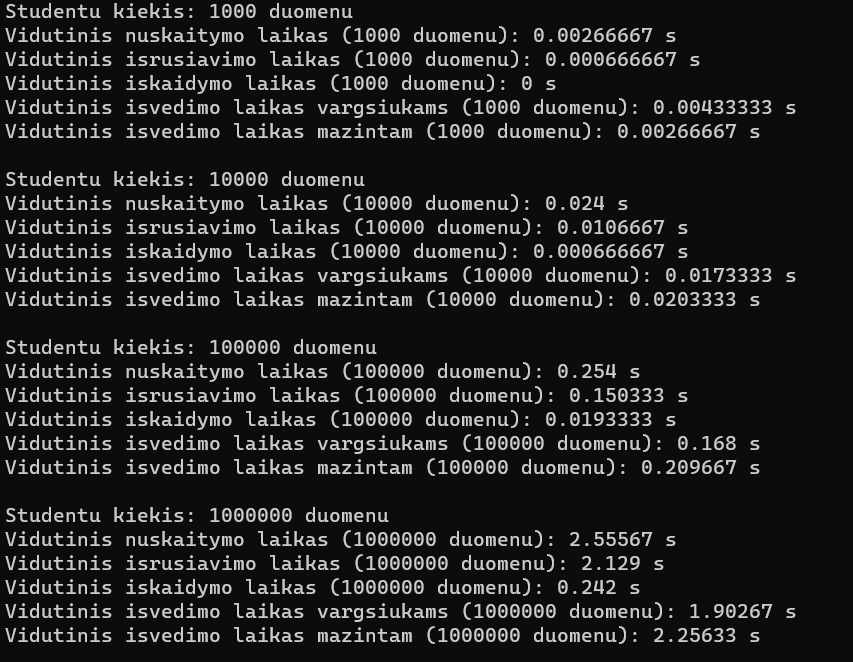 Studentu kiekis: 1000 duomenu
Vidutinis nuskaitymo laikas (1000 duomenu): 0.00266667 s
Vidutinis isrusiavimo laikas (1000 duomenu): 0.000666667 s
Vidutinis iskaidymo laikas (1000 duomenu): 0 s
Vidutinis isvedimo laikas vargsiukams (1000 duomenu): 0.00433333 s
Vidutinis isvedimo laikas mazintam (1000 duomenu): 0.00266667 s

Studentu kiekis: 10000 duomenu
Vidutinis nuskaitymo laikas (10000 duomenu): 0.024 s
Vidutinis isrusiavimo laikas (10000 duomenu): 0.0106667 s
Vidutinis iskaidymo laikas (10000 duomenu): 0.000666667 s
Vidutinis isvedimo laikas vargsiukams (10000 duomenu): 0.0173333 s
Vidutinis isvedimo laikas mazintam (10000 duomenu): 0.0203333 s

Studentu kiekis: 100000 duomenu
Vidutinis nuskaitymo laikas (100000 duomenu): 0.254 s
Vidutinis isrusiavimo laikas (100000 duomenu): 0.150333 s
Vidutinis iskaidymo laikas (100000 duomenu): 0.0193333 s
Vidutinis isvedimo laikas vargsiukams (100000 duomenu): 0.168 s
Vidutinis isvedimo laikas mazintam (100000 duomenu): 0.209667 s

Studentu kiekis: 1000000 duomenu
Vidutinis nuskaitymo laikas (1000000 duomenu): 2.55567 s
Vidutinis isrusiavimo laikas (1000000 duomenu): 2.129 s
Vidutinis iskaidymo laikas (1000000 duomenu): 0.242 s
Vidutinis isvedimo laikas vargsiukams (1000000 duomenu): 1.90267 s
Vidutinis isvedimo laikas mazintam (1000000 duomenu): 2.25633 s